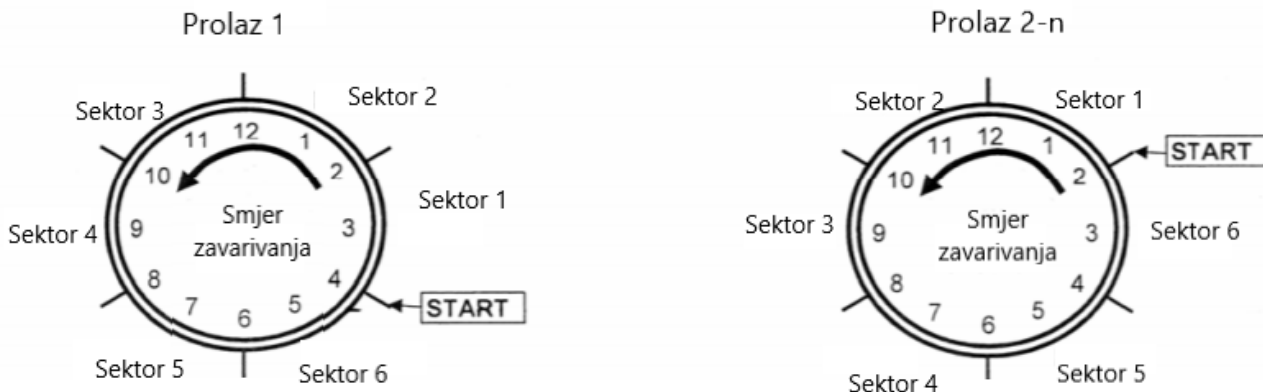 Prolaz 1
Sektor 3
Sektor 2
11
12
1
10
2
Sektor 4
9
Smjer
zavarivanja
3
Sektor 1
8
4
7
6
5
START
Sektor 5
Sektor 6
Prolaz 2-n
Sektor 2
Sektor 1
11
12
1
START
10
2
Sektor 3
9
Smjer
zavarivanja
3
Sektor 6
8
4
7
6
5
Sektor 4
Sektor 5